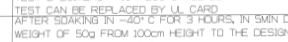 TEST CAN BE REPLACED BY UL CARD
AFTER SOAKING IN -40°C FOR 3 HOURS, IN 5MIN D
WEIGHT OF 50g FROM 100cm HEIGHT TO THE DESIGN